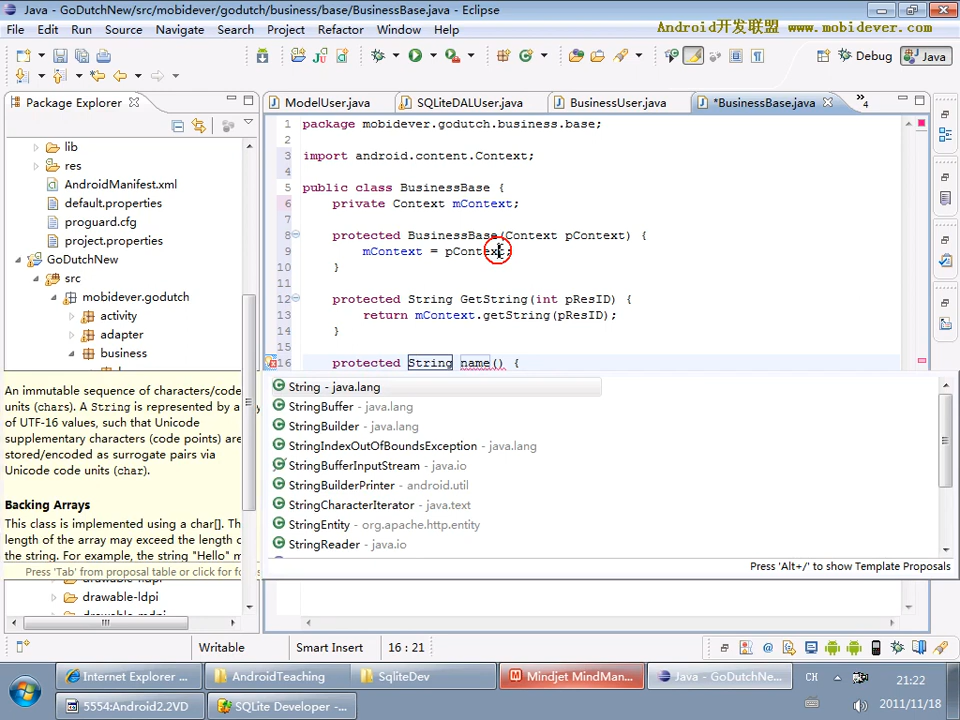 Java - GoDutchNew/src/mobidever/godutch/business/base/BusinessBase.java - Eclipse
File Edit Run Source Navigate Search Project Refactor Window Help
Android开发联盟 www.mobidever.com
Debug Java
Package Explorer
ModelUser.java SQLiteDALUser.java BusinessUser.java *BusinessBase.java »4
lib
res
AndroidManifest.xml
default.properties
proguard.cfg
project.properties
GoDutchNew
src
mobidever.godutch
activity
adapter
business
1 package mobidever.godutch.business.base;
2
3 import android.content.Context;
4
5 public class BusinessBase {
6 private Context mContext;
7
8 protected BusinessBase(Context pContext) {
9 mContext = pContext;
10 }
11
12 protected String GetString(int pResID) {
13 return mContext.getString(pResID);
14 }
15
16 protected String name() {
An immutable sequence of characters/code
units (chars). A String is represented by a
of UTF-16 values, such that Unicode
supplementary characters (code points) are
stored/encoded as surrogate pairs via
Unicode code units (char).
Backing Arrays
This class is implemented using a char[]. Th
length of the array may exceed the length o
the string. For example, the string "Hello" m
Press 'Tab' from proposal table or click for fo
drawable-ldpi
String - java.lang
StringBuffer - java.lang
StringBuilder - java.lang
StringIndexOutOfBoundsException - java.lang
StringBufferInputStream - java.io
StringBuilderPrinter - android.util
StringCharacterIterator - java.text
StringEntity - org.apache.http.entity
StringReader - java.io
Press 'Alt+/' to show Template Proposals
Writable Smart Insert 16 : 21
Internet Explorer ... AndroidTeaching SqliteDev Mindjet MindMan... Java - GoDutchNe... CH 21:22
5554:Android2.2VD SQLite Developer - ... 2011/11/18